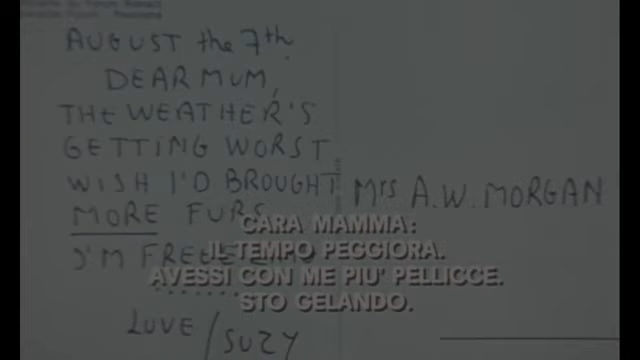 AUGUST the 7th
DEAR MUM,
THE WEATHER'S
GETTING WORST
WISH I'D BROUGHT
MORE FURS
I'M
LOVE / SUZY
Mrs A.W. MORGAN
CARA MAMMA:
IL TEMPO PEGGIORA.
AVESSI CON ME PIU' PELLICCE.
STO GELANDO.